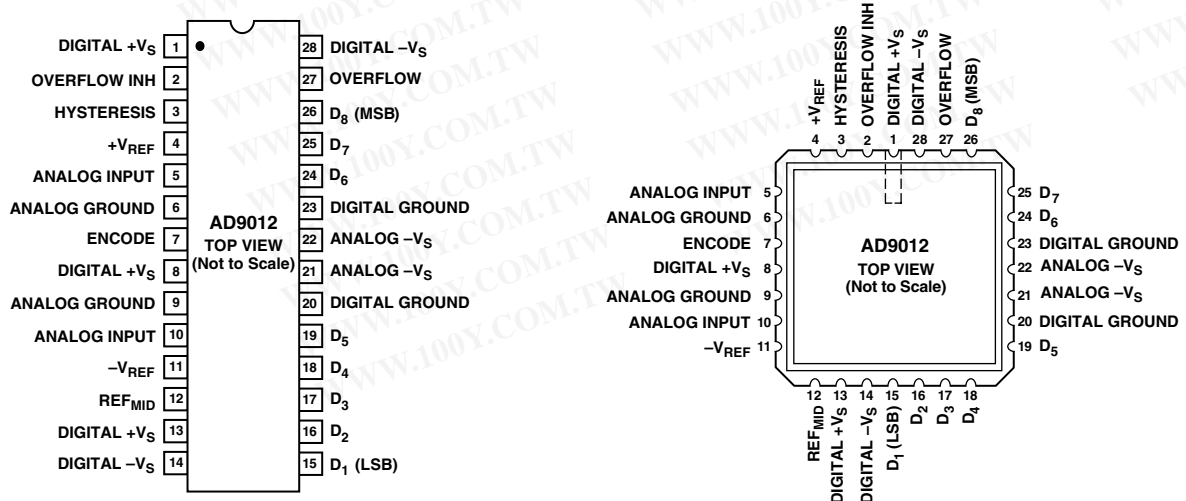 DIGITAL +VS 1
28 DIGITAL –VS
OVERFLOW INH 2
27 OVERFLOW
HYSTERESIS 3
26 D8 (MSB)
+VREF 4
25 D7
ANALOG INPUT 5
24 D6
ANALOG GROUND 6
23 DIGITAL GROUND
ENCODE 7
22 ANALOG –VS
DIGITAL +VS 8
21 ANALOG –VS
ANALOG GROUND 9
20 DIGITAL GROUND
ANALOG INPUT 10
19 D5
–VREF 11
18 D4
REFMID 12
17 D3
DIGITAL +VS 13
16 D2
DIGITAL –VS 14
15 D1 (LSB)
AD9012
TOP VIEW
(Not to Scale)
+VREF 4
HYSTERESIS 3
OVERFLOW INH 2
DIGITAL +VS 1
DIGITAL –VS 28
OVERFLOW 27
D8 (MSB) 26
ANALOG INPUT 5
ANALOG GROUND 6
ENCODE 7
DIGITAL +VS 8
ANALOG GROUND 9
ANALOG INPUT 10
–VREF 11
AD9012
TOP VIEW
(Not to Scale)
25 D7
24 D6
23 DIGITAL GROUND
22 ANALOG –VS
21 ANALOG –VS
20 DIGITAL GROUND
19 D5
12 REFMID
13 DIGITAL +VS
14 DIGITAL –VS
15 D1 (LSB)
16 D2
17 D3
18 D4
WWW.100Y.COM.TW